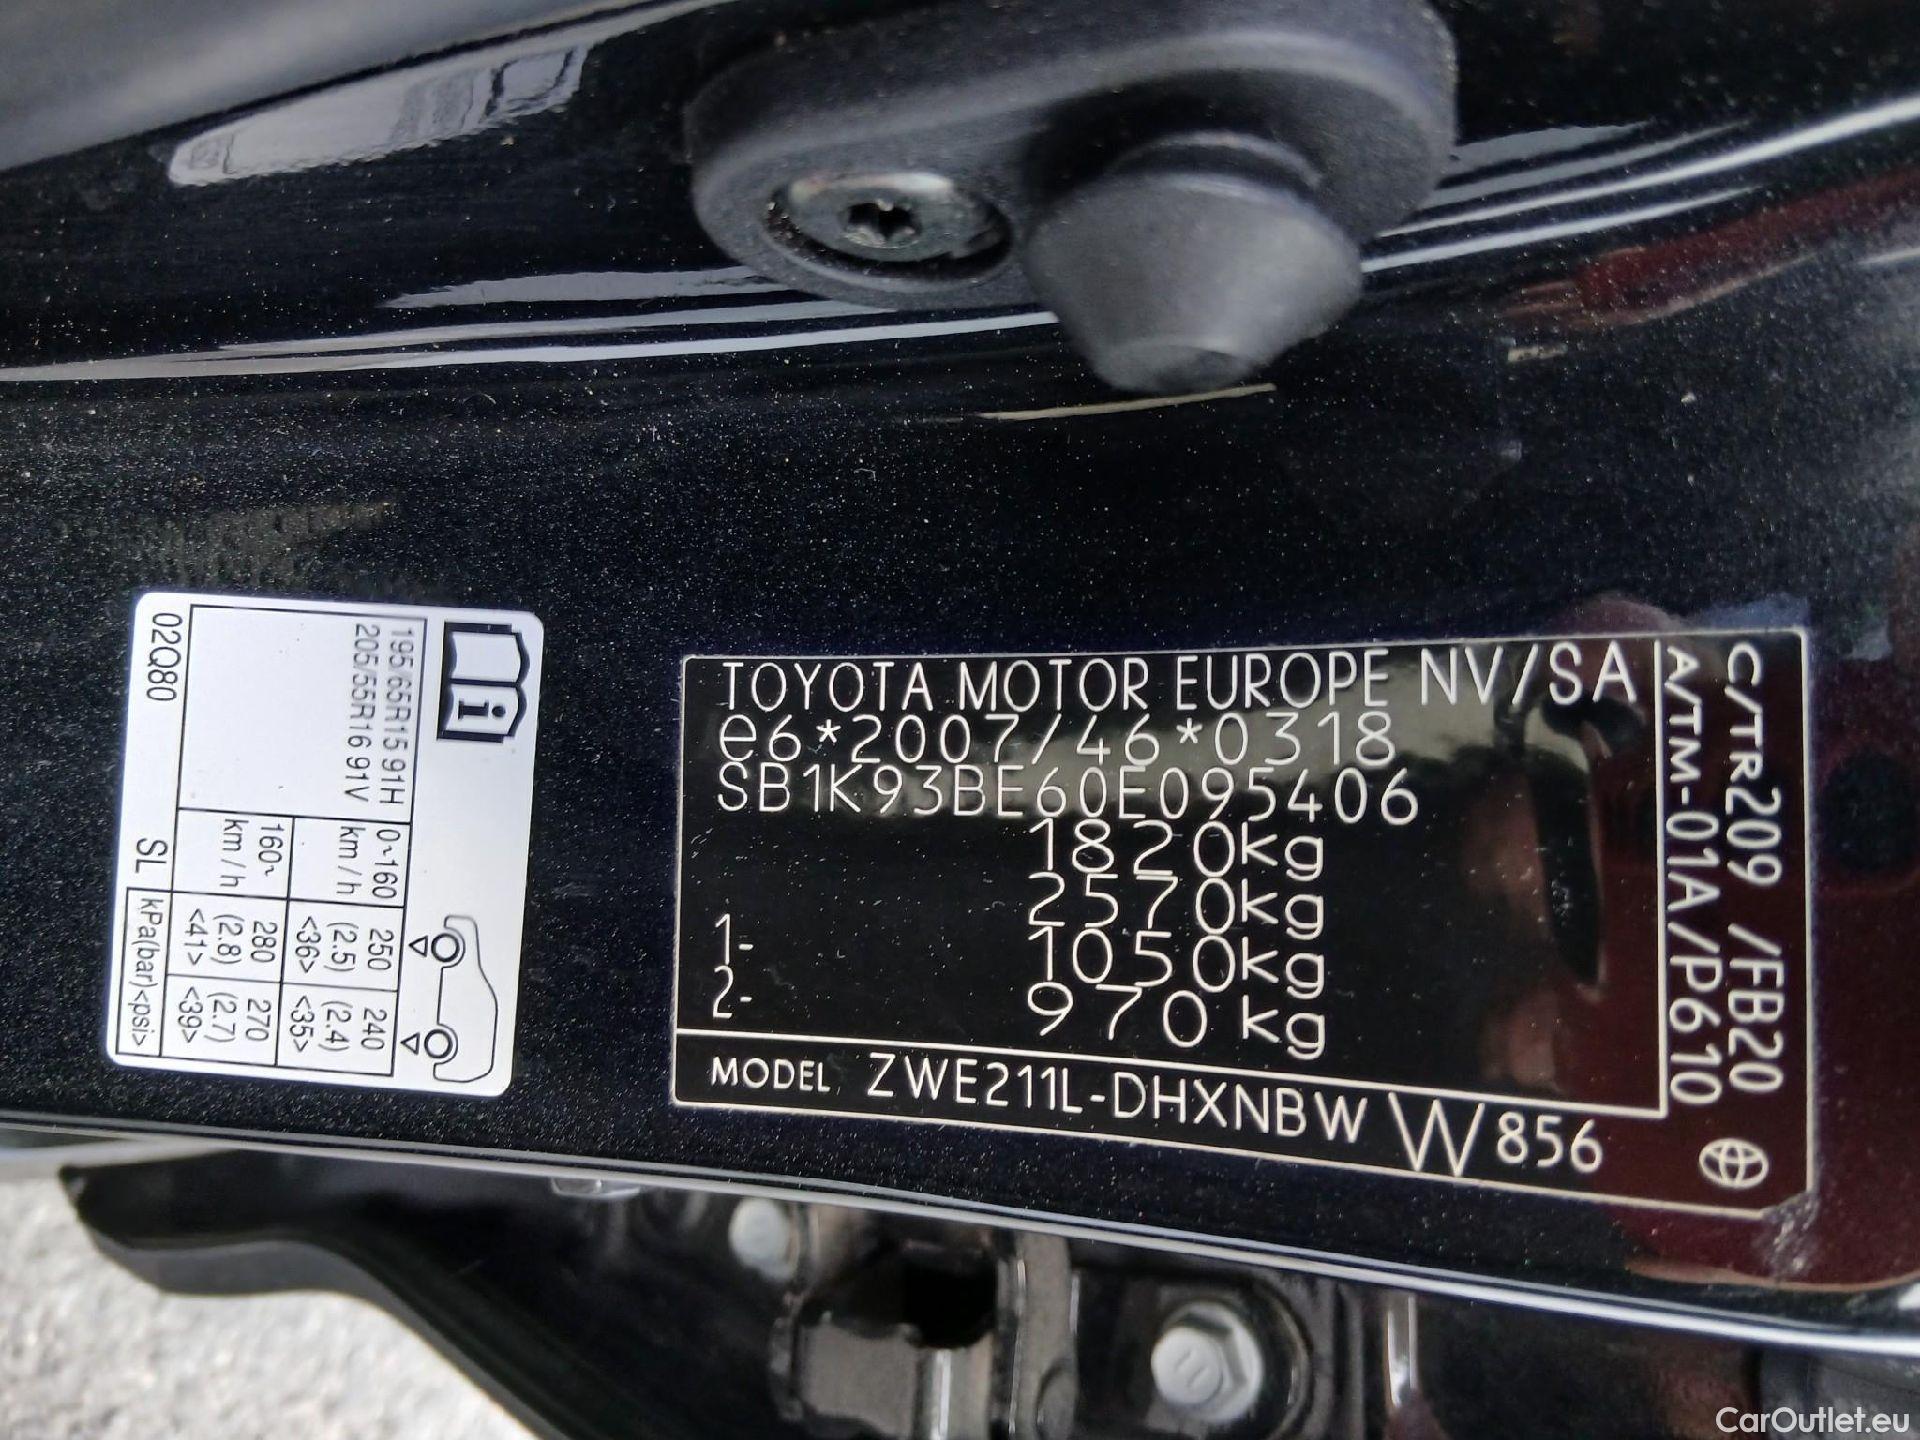 195/65R15 91H
205/55R16 91V
0~160 km/h
250 (2.5) <36>
240 (2.4) <35>
160~ km/h
280 (2.8) <41>
270 (2.7) <39>
02Q80 SL kPa(bar)<psi>
TOYOTA MOTOR EUROPE NV/SA
e6*2007/46*0318
SB1K93BE60E095406
1820kg
2570kg
1- 1050kg
2- 970kg
MODEL ZWE211L-DHXNBW W856
C/TR209 /FB20
A/TM-01A/P610
CarOutlet.eu